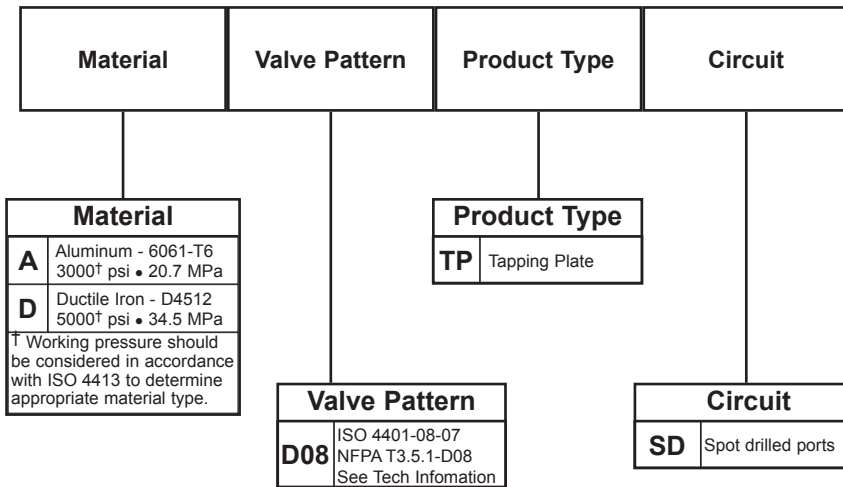 Material
Valve Pattern
Product Type
Circuit
Material
A
Aluminum - 6061-T6
3000† psi • 20.7 MPa
D
Ductile Iron - D4512
5000† psi • 34.5 MPa
† Working pressure should
be considered in accordance
with ISO 4413 to determine
appropriate material type.
Product Type
TP
Tapping Plate
Valve Pattern
D08
ISO 4401-08-07
NFPA T3.5.1-D08
See Tech Infomation
Circuit
SD
Spot drilled ports